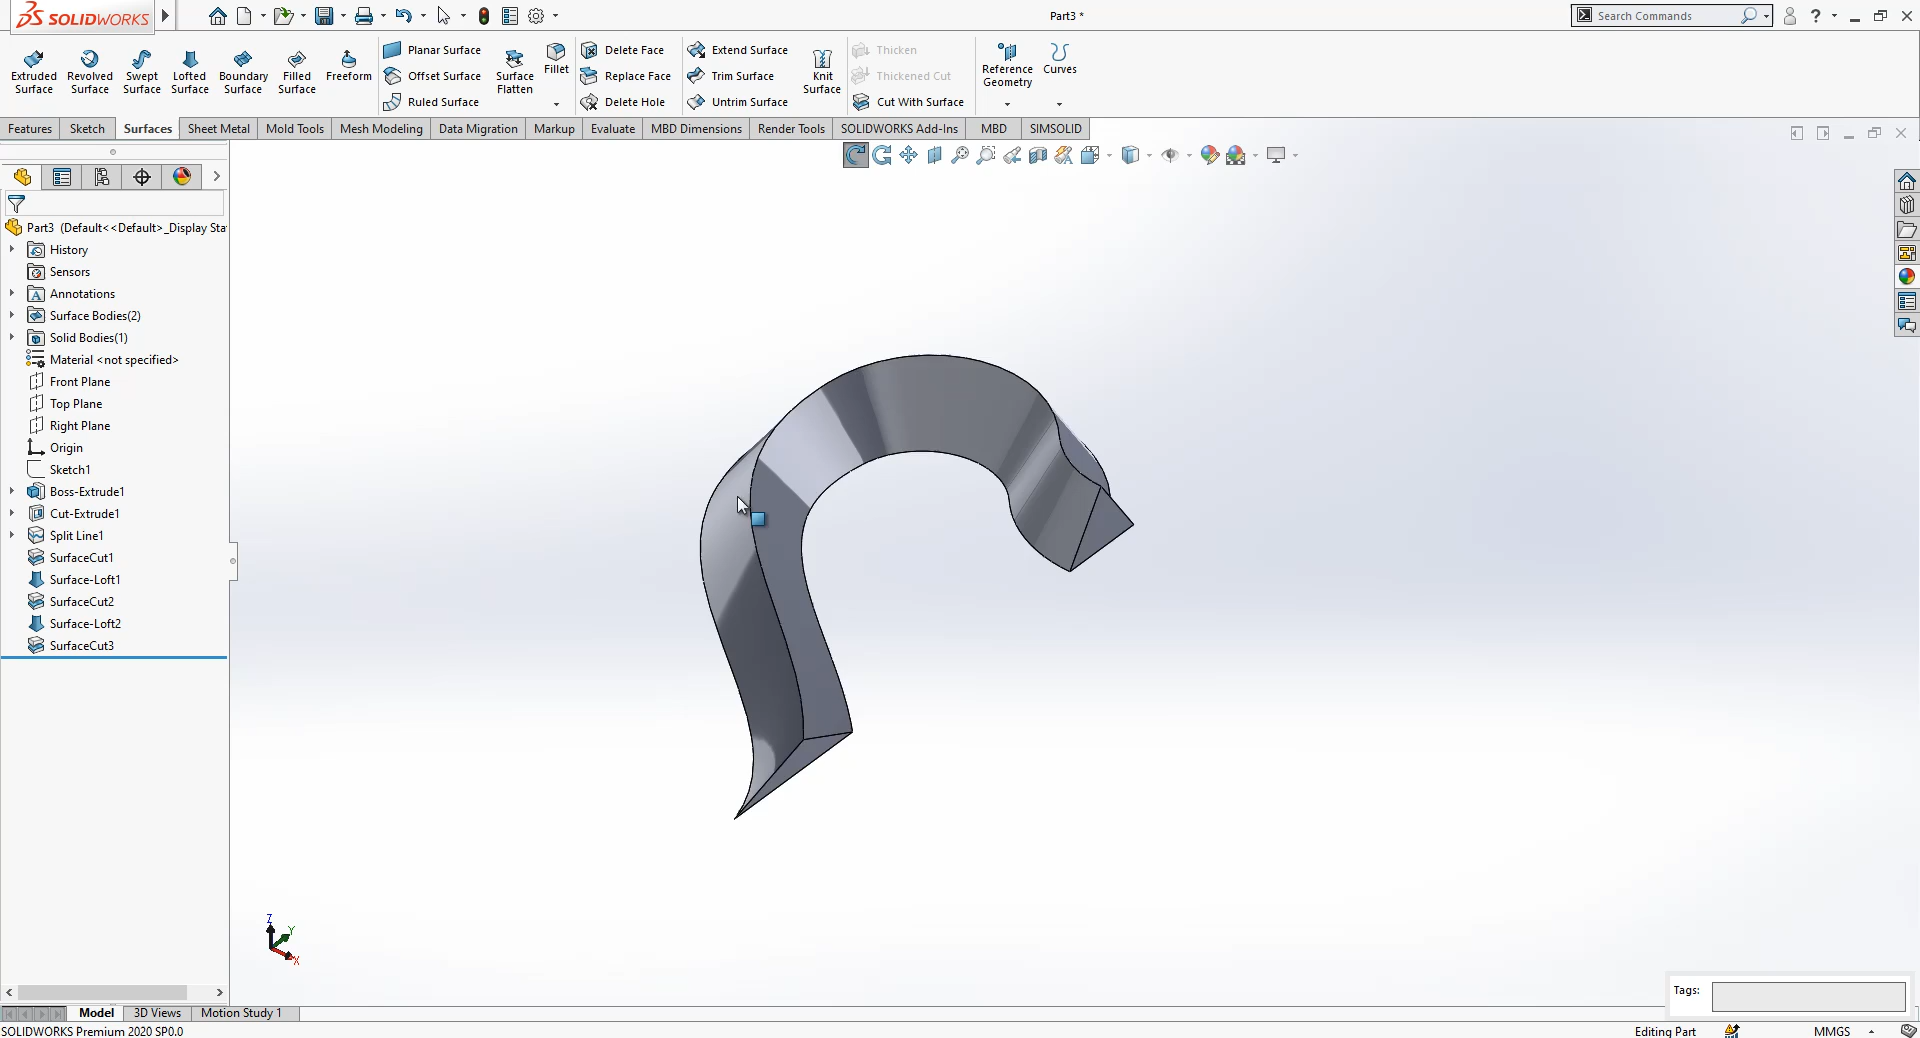 SOLIDWORKS
Part3 *
Search Commands
Extruded Surface
Revolved Surface
Swept Surface
Lofted Surface
Boundary Surface
Filled Surface
Freeform
Planar Surface
Offset Surface
Ruled Surface
Surface Flatten
Fillet
Delete Face
Replace Face
Delete Hole
Extend Surface
Trim Surface
Untrim Surface
Knit Surface
Thicken
Thickened Cut
Cut With Surface
Reference Geometry
Curves
Features Sketch Surfaces Sheet Metal Mold Tools Mesh Modeling Data Migration Markup Evaluate MBD Dimensions Render Tools SOLIDWORKS Add-Ins MBD SIMSOLID
Part3 (Default<<Default>_Display Sta
History
Sensors
Annotations
Surface Bodies(2)
Solid Bodies(1)
Material <not specified>
Front Plane
Top Plane
Right Plane
Origin
Sketch1
Boss-Extrude1
Cut-Extrude1
Split Line1
SurfaceCut1
Surface-Loft1
SurfaceCut2
Surface-Loft2
SurfaceCut3
Z
Y
X
Tags:
Model 3D Views Motion Study 1
SOLIDWORKS Premium 2020 SP0.0
Editing Part
MMGS